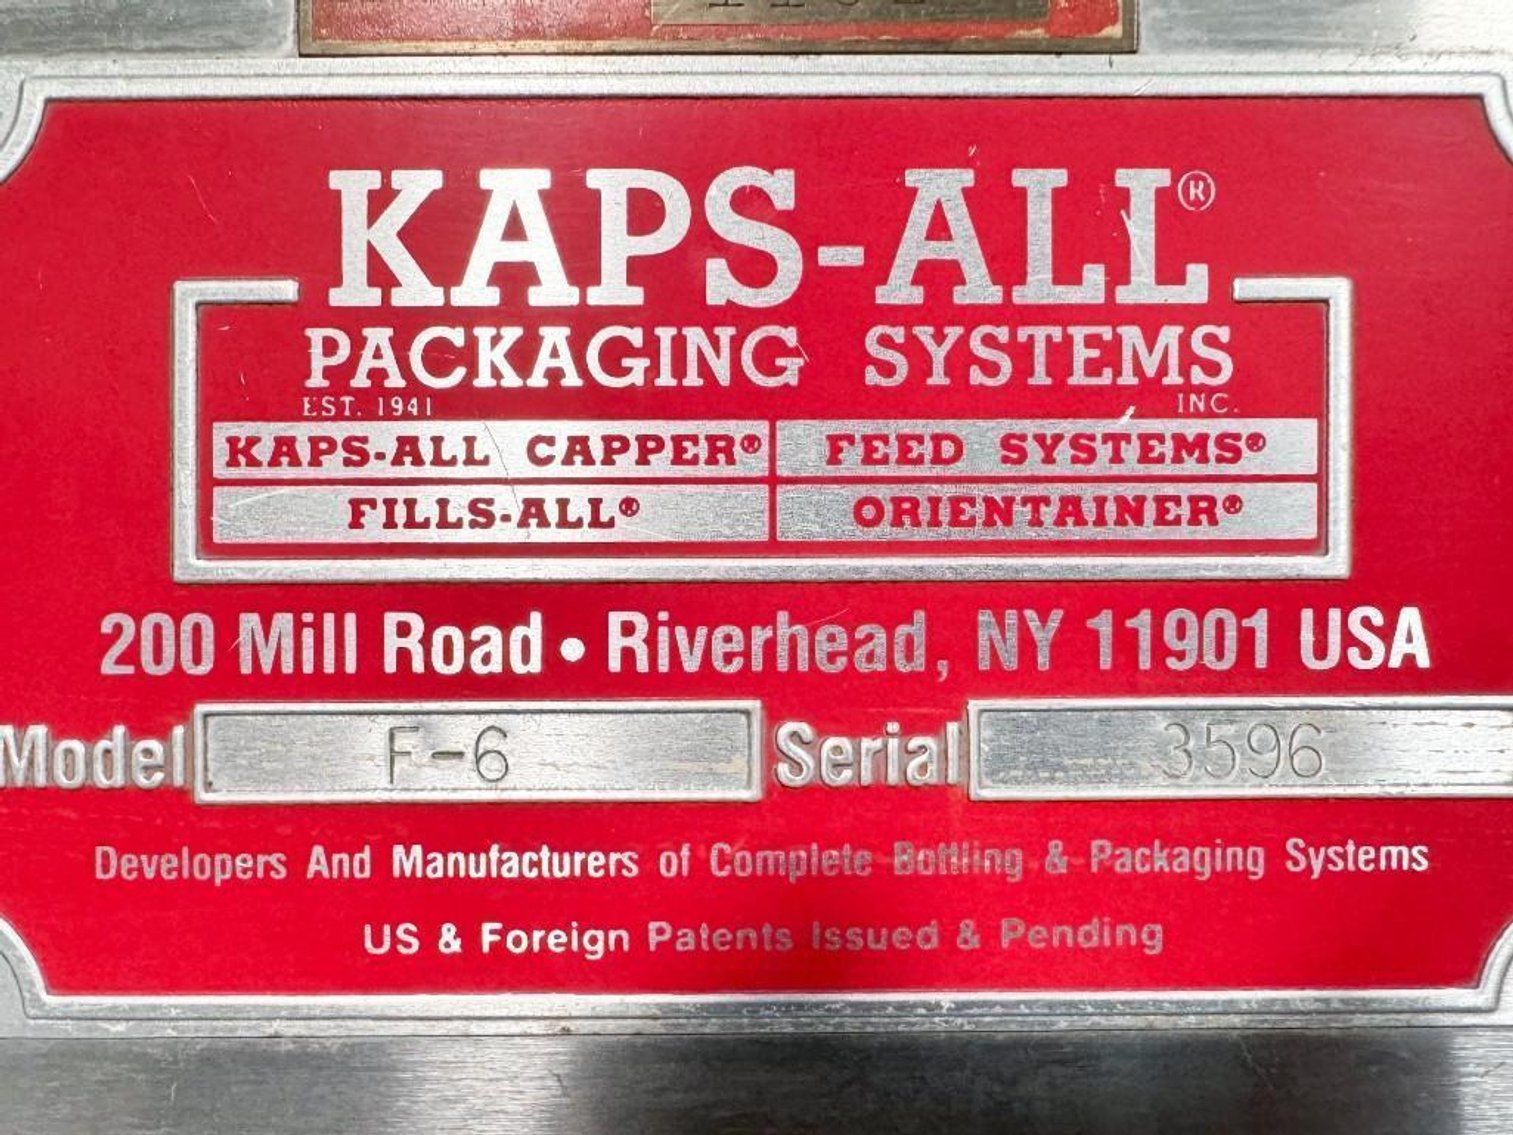 KAPS-ALL®
PACKAGING SYSTEMS
EST. 1941 INC.
KAPS-ALL CAPPER® FEED SYSTEMS®
FILLS-ALL® ORIENTAINER®
200 Mill Road • Riverhead, NY 11901 USA
Model F-6 Serial 3596
Developers And Manufacturers of Complete Bottling & Packaging Systems
US & Foreign Patents Issued & Pending